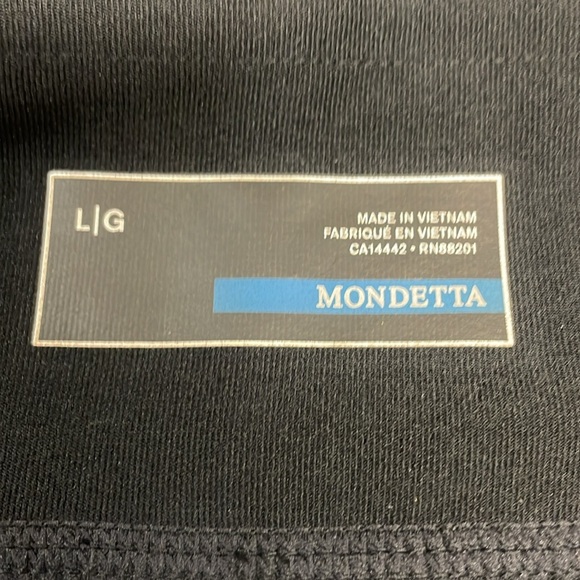 L|G
MADE IN VIETNAM
FABRIQUÉ EN VIETNAM
CA14442 • RN88201
MONDETTA